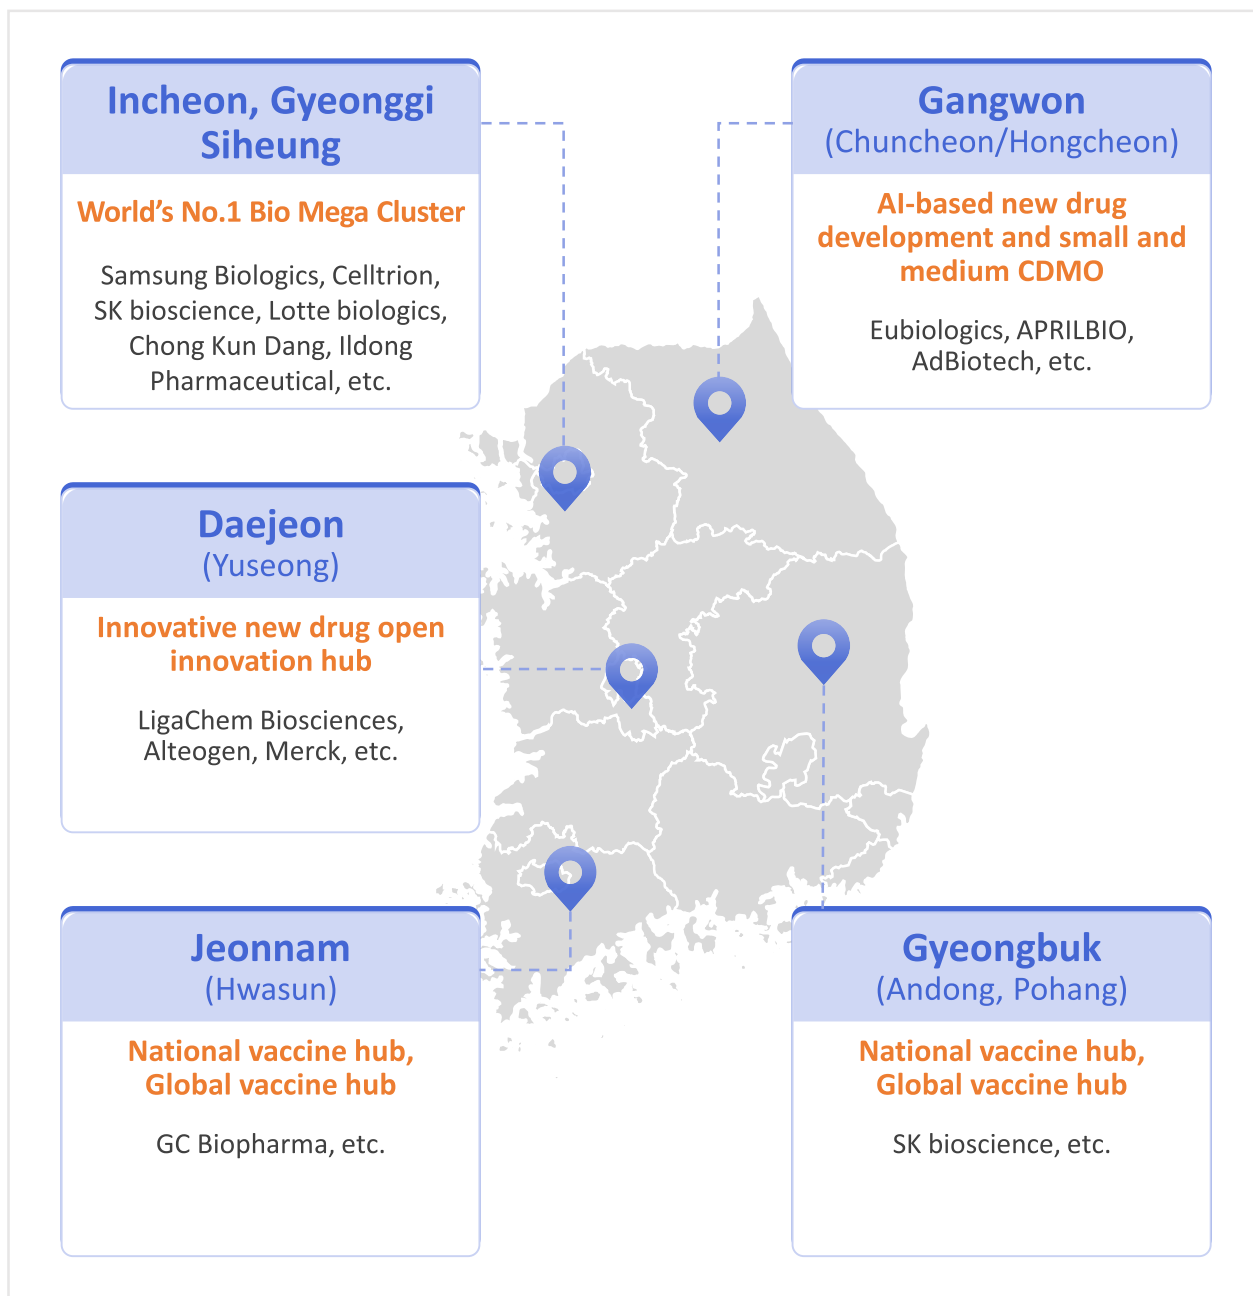 Incheon, Gyeonggi
Siheung
World's No.1 Bio Mega Cluster
Samsung Biologics, Celltrion,
SK bioscience, Lotte biologics,
Chong Kun Dang, Ildong
Pharmaceutical, etc.
Gangwon
(Chuncheon/Hongcheon)
AI-based new drug
development and small and
medium CDMO
Eubiologics, APRILBIO,
AdBiotech, etc.
Daejeon
(Yuseong)
Innovative new drug open
innovation hub
LigaChem Biosciences,
Alteogen, Merck, etc.
Jeonnam
(Hwasun)
National vaccine hub,
Global vaccine hub
GC Biopharma, etc.
Gyeongbuk
(Andong, Pohang)
National vaccine hub,
Global vaccine hub
SK bioscience, etc.